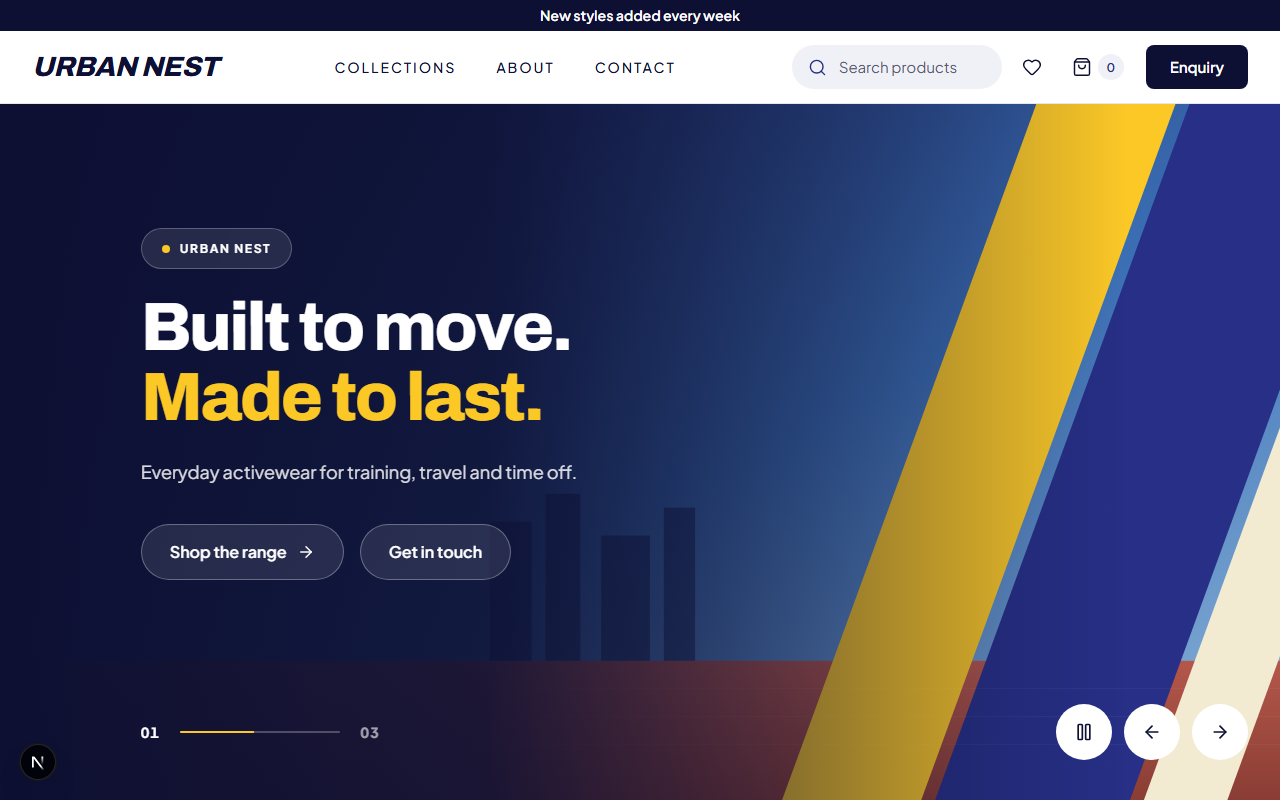 New styles added every week
URBAN NEST
COLLECTIONS
ABOUT
CONTACT
Search products
0
Enquiry
URBAN NEST
Built to move.
Made to last.
Everyday activewear for training, travel and time off.
Shop the range
Get in touch
01
03
N